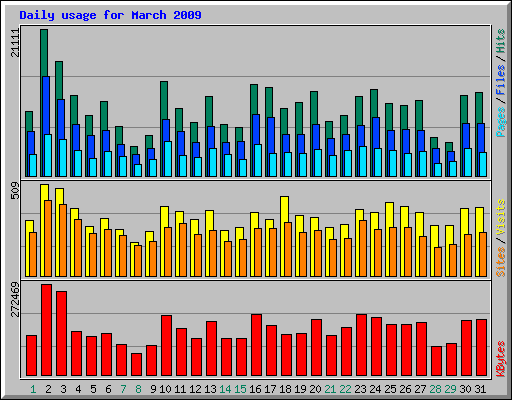 Daily usage for March 2009
21111
Pages / Files / Hits
509
Sites / Visits
272469
KBytes
1 2 3 4 5 6 7 8 9 10 11 12 13 14 15 16 17 18 19 20 21 22 23 24 25 26 27 28 29 30 31